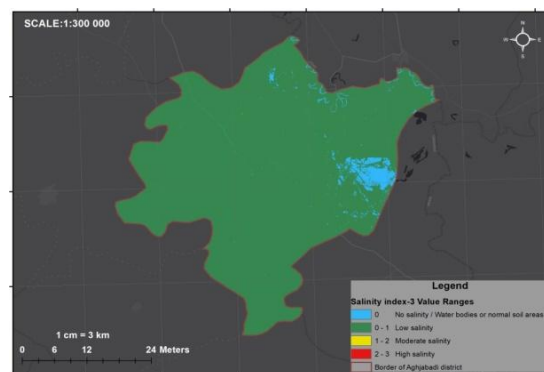 SCALE:1:300 000
N
W
E
S
1 cm = 3 km
0 6 12 24 Meters
Legend
Salinity index-3 Value Ranges
0 No salinity / Water bodies or normal soil areas
0 - 1 Low salinity
1 - 2 Moderate salinity
2 - 3 High salinity
Border of Aghjabadi district